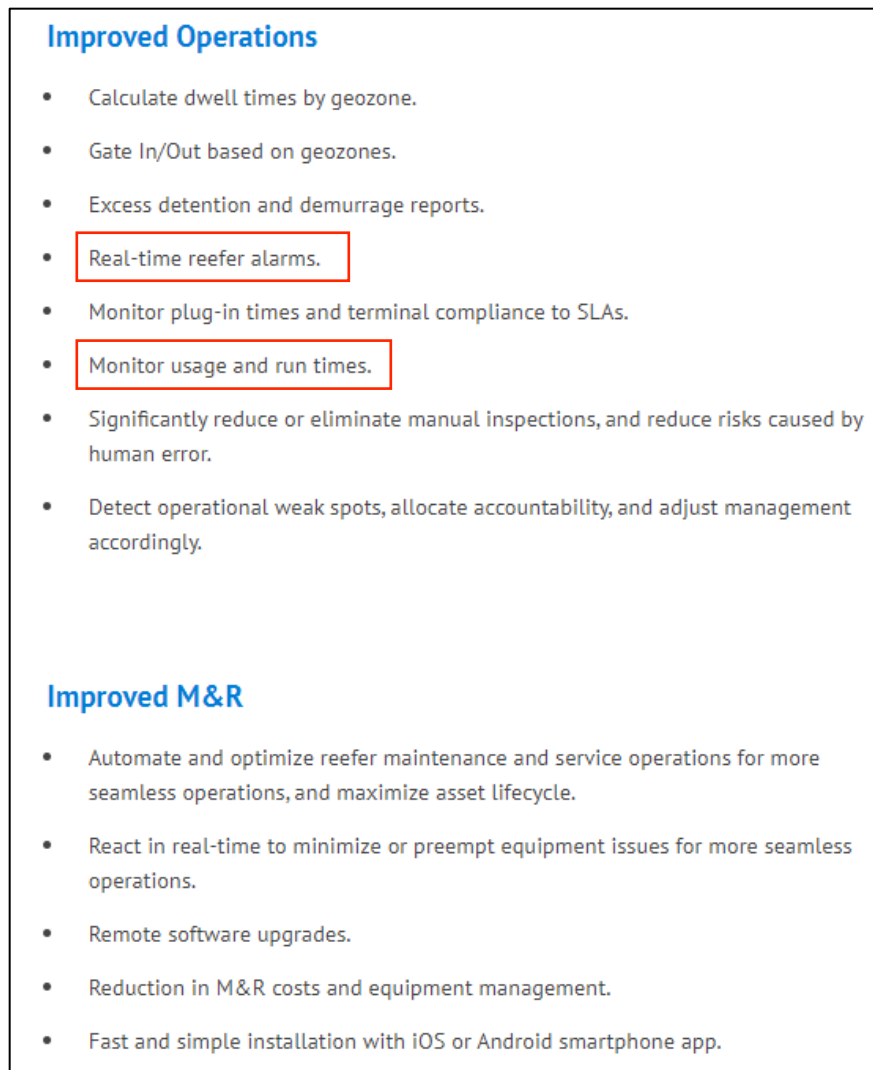 Improved Operations
• Calculate dwell times by geozone.
• Gate In/Out based on geozones.
• Excess detention and demurrage reports.
• Real-time reefer alarms.
• Monitor plug-in times and terminal compliance to SLAs.
• Monitor usage and run times.
• Significantly reduce or eliminate manual inspections, and reduce risks caused by
human error.
• Detect operational weak spots, allocate accountability, and adjust management
accordingly.
Improved M&R
• Automate and optimize reefer maintenance and service operations for more
seamless operations, and maximize asset lifecycle.
• React in real-time to minimize or preempt equipment issues for more seamless
operations.
• Remote software upgrades.
• Reduction in M&R costs and equipment management.
• Fast and simple installation with iOS or Android smartphone app.